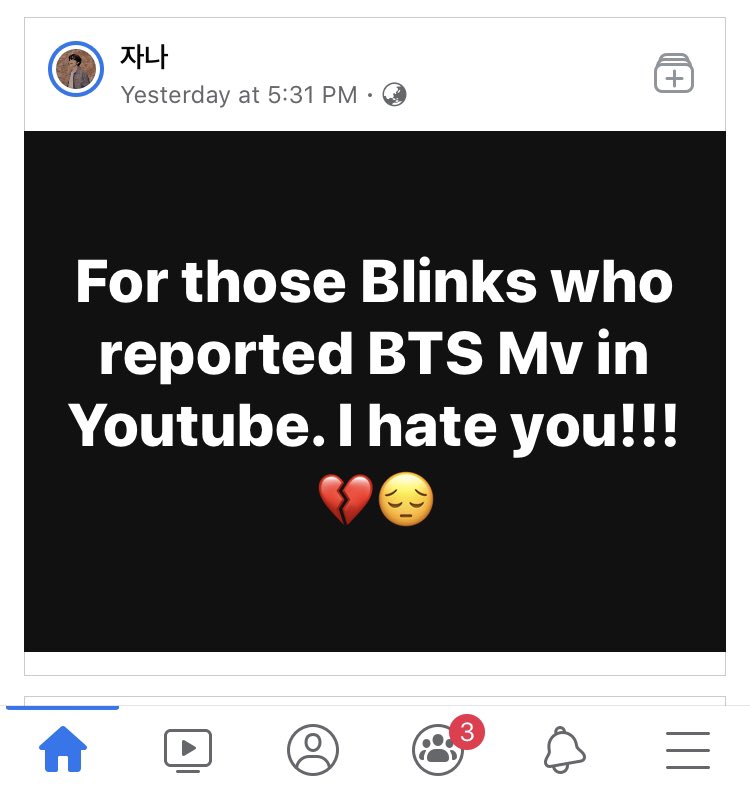 자나
Yesterday at 5:31 PM ·
For those Blinks who
reported BTS Mv in
Youtube. I hate you!!!
💔😔
3